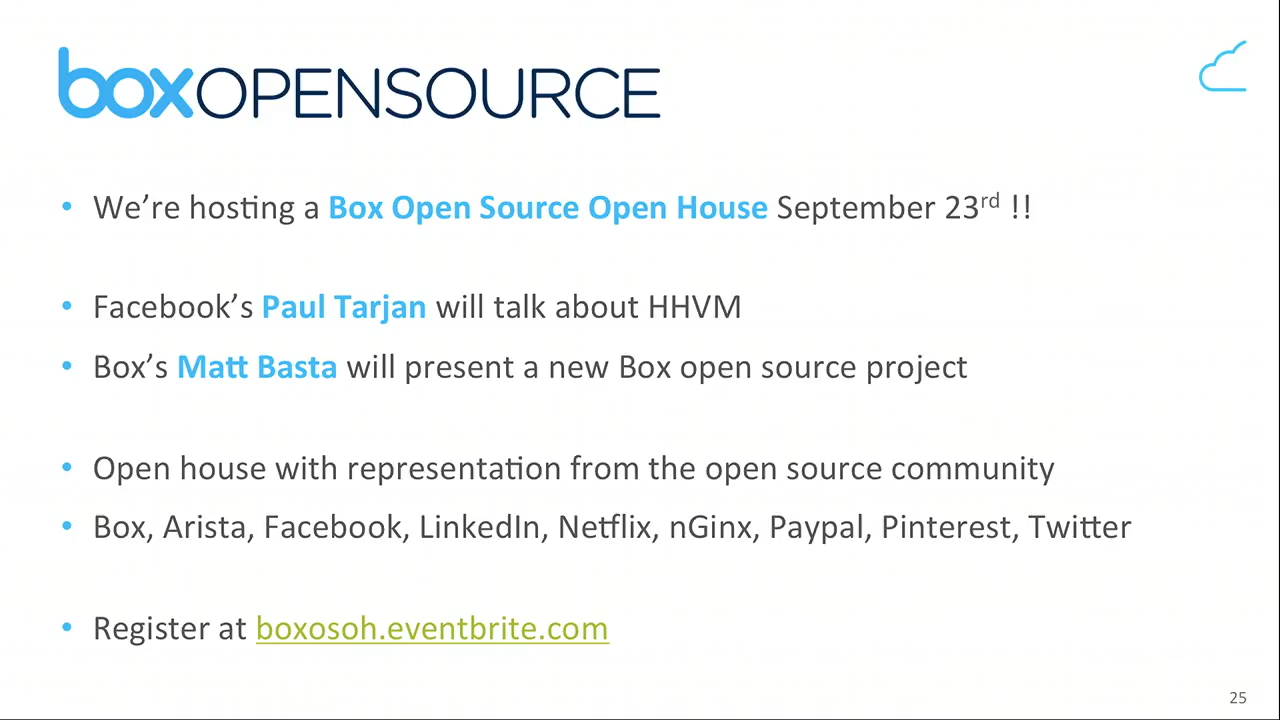 boxOPENSOURCE
• We’re hosting a Box Open Source Open House September 23rd !!
• Facebook’s Paul Tarjan will talk about HHVM
• Box’s Matt Basta will present a new Box open source project
• Open house with representation from the open source community
• Box, Arista, Facebook, LinkedIn, Netflix, nGinx, Paypal, Pinterest, Twitter
• Register at boxosoh.eventbrite.com
25